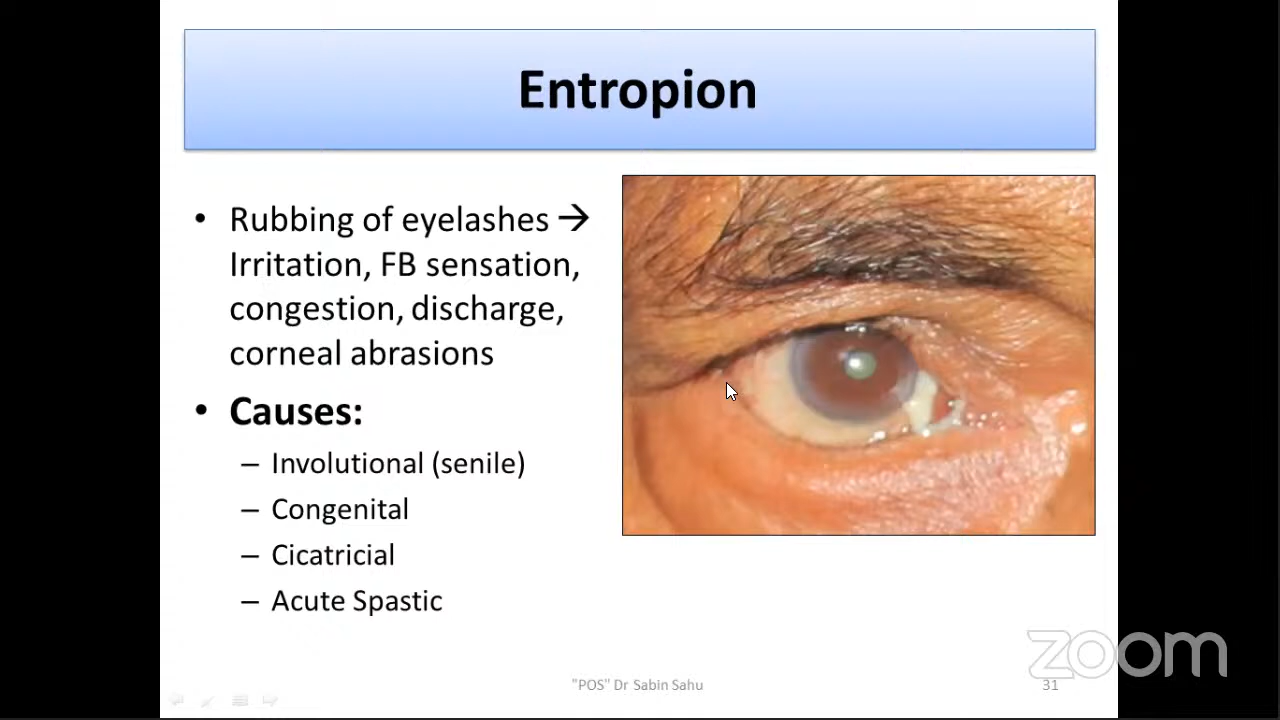 Entropion
• Rubbing of eyelashes →
Irritation, FB sensation,
congestion, discharge,
corneal abrasions
• Causes:
– Involutional (senile)
– Congenital
– Cicatricial
– Acute Spastic
zoom
"POS" Dr Sabin Sahu
31